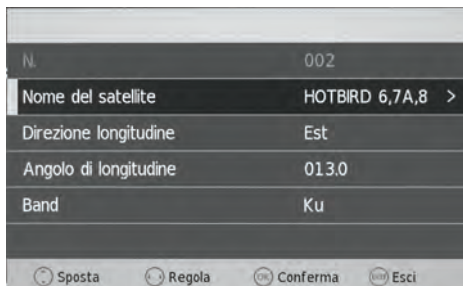 N. 002
Nome del satellite HOTBIRD 6,7A,8 >
Direzione longitudine Est
Angolo di longitudine 013.0
Band Ku
Sposta Regola OK Conferma EXIT Esci